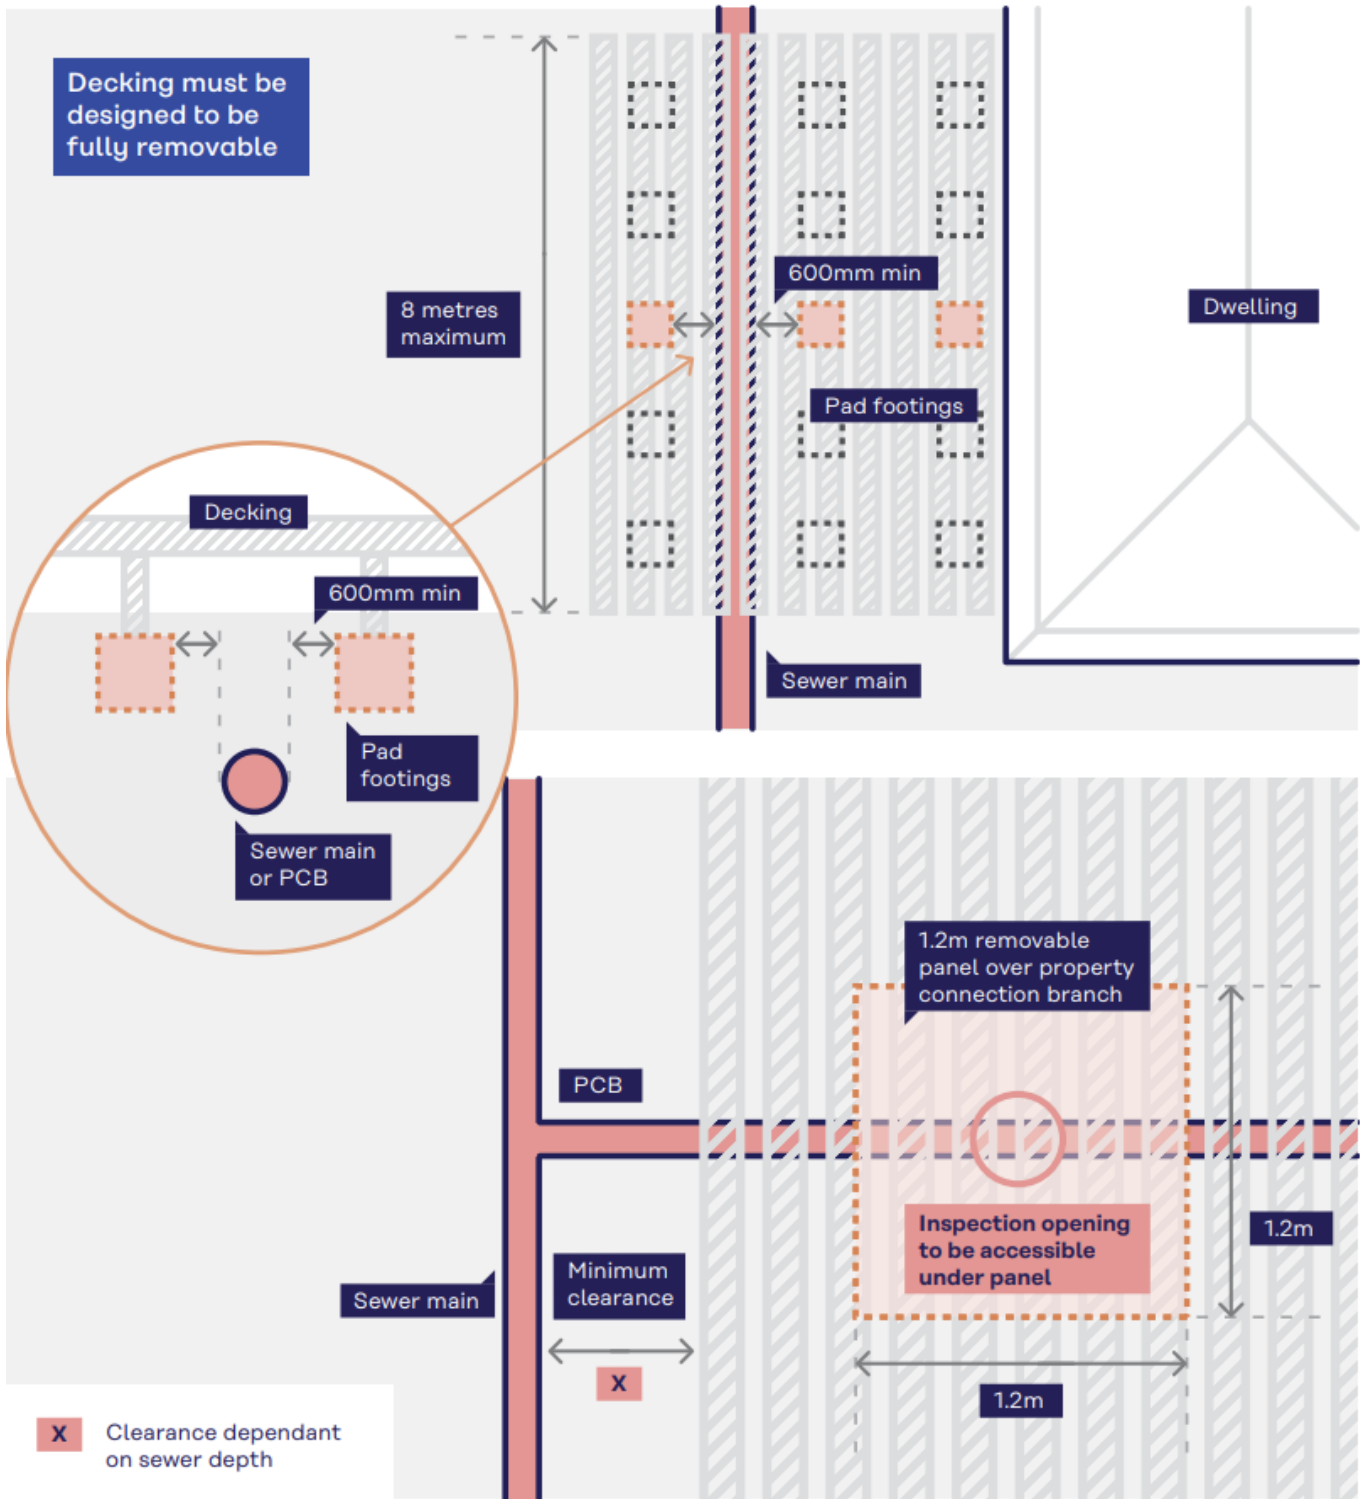 Decking must be
designed to be
fully removable
8 metres
maximum
600mm min
Dwelling
Pad footings
Decking
600mm min
Sewer main
Pad
footings
Sewer main
or PCB
1.2m removable
panel over property
connection branch
PCB
Inspection opening
to be accessible
under panel
1.2m
Minimum
clearance
Sewer main
X
1.2m
X
Clearance dependant
on sewer depth